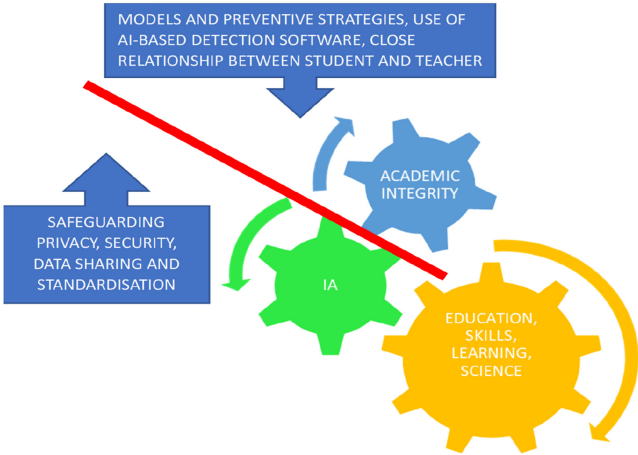 MODELS AND PREVENTIVE STRATEGIES, USE OF
AI-BASED DETECTION SOFTWARE, CLOSE
RELATIONSHIP BETWEEN STUDENT AND TEACHER
ACADEMIC
INTEGRITY
SAFEGUARDING
PRIVACY, SECURITY,
DATA SHARING AND
STANDARDISATION
IA
EDUCATION,
SKILLS,
LEARNING,
SCIENCE